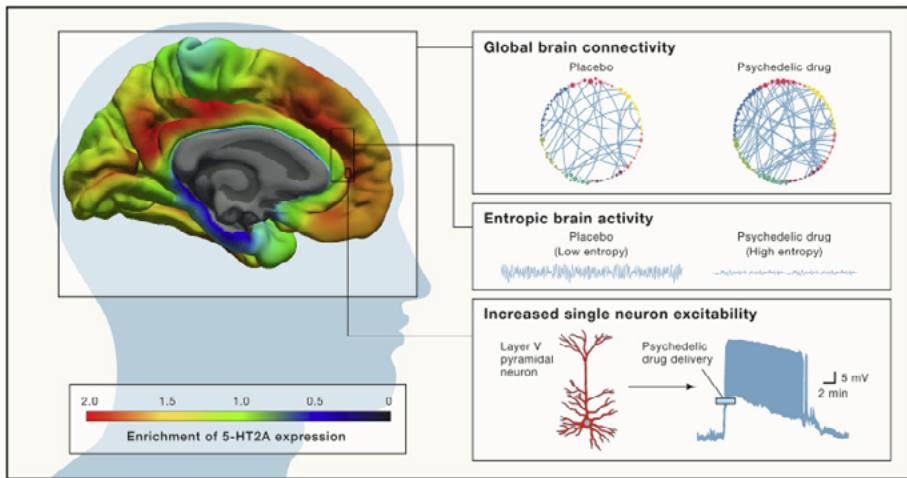 Global brain connectivity
Placebo
Psychedelic drug
Entropic brain activity
Placebo
(Low entropy)
Psychedelic drug
(High entropy)
Increased single neuron excitability
Layer V
pyramidal
neuron
Psychedelic
drug delivery
5 mV
2 min
2.0 1.5 1.0 0.5 0
Enrichment of 5-HT2A expression